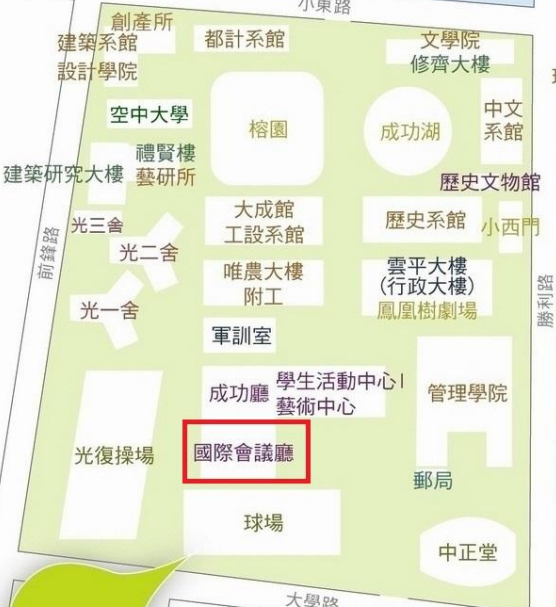 小東路
創產所
建築系館
設計學院
都計系館
文學院
修齊大樓
空中大學
榕園
成功湖
中文
系館
禮賢樓
藝研所
建築研究大樓
歷史文物館
大成館
工設系館
歷史系館
小西門
光三舍
光二舍
前鋒路
唯農大樓
附工
雲平大樓
(行政大樓)
鳳凰樹劇場
勝利路
光一舍
軍訓室
成功廳
學生活動中心I
藝術中心
管理學院
光復操場
國際會議廳
郵局
球場
中正堂
大學路